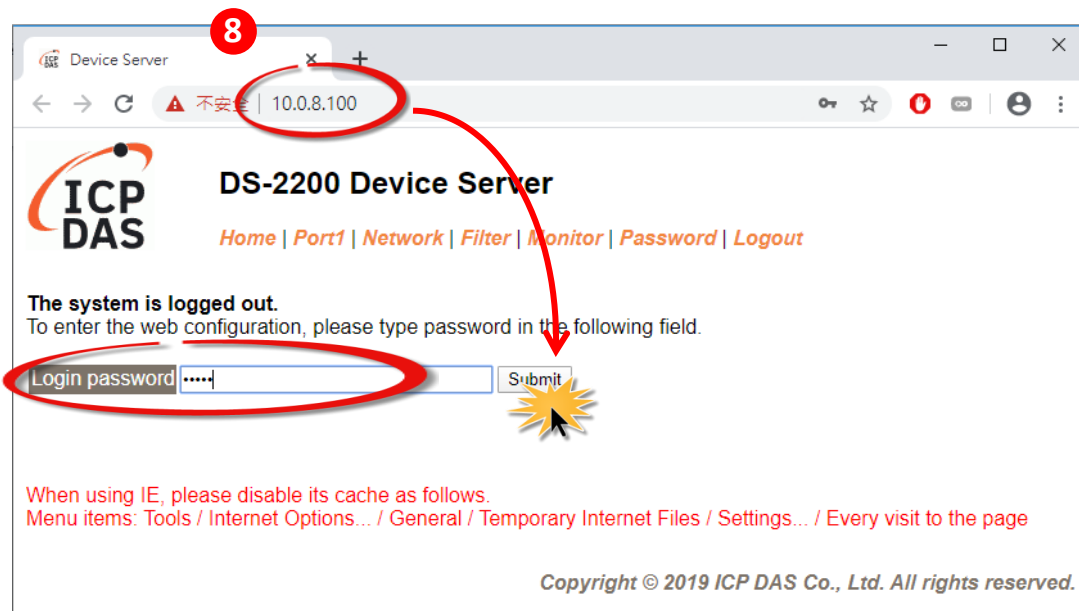 8
ICP DAS Device Server
不安全 | 10.0.8.100
ICP
DAS
DS-2200 Device Server
Home | Port1 | Network | Filter | Monitor | Password | Logout
The system is logged out.
To enter the web configuration, please type password in the following field.
Login password ••••• Submit
When using IE, please disable its cache as follows.
Menu items: Tools / Internet Options... / General / Temporary Internet Files / Settings... / Every visit to the page
Copyright © 2019 ICP DAS Co., Ltd. All rights reserved.